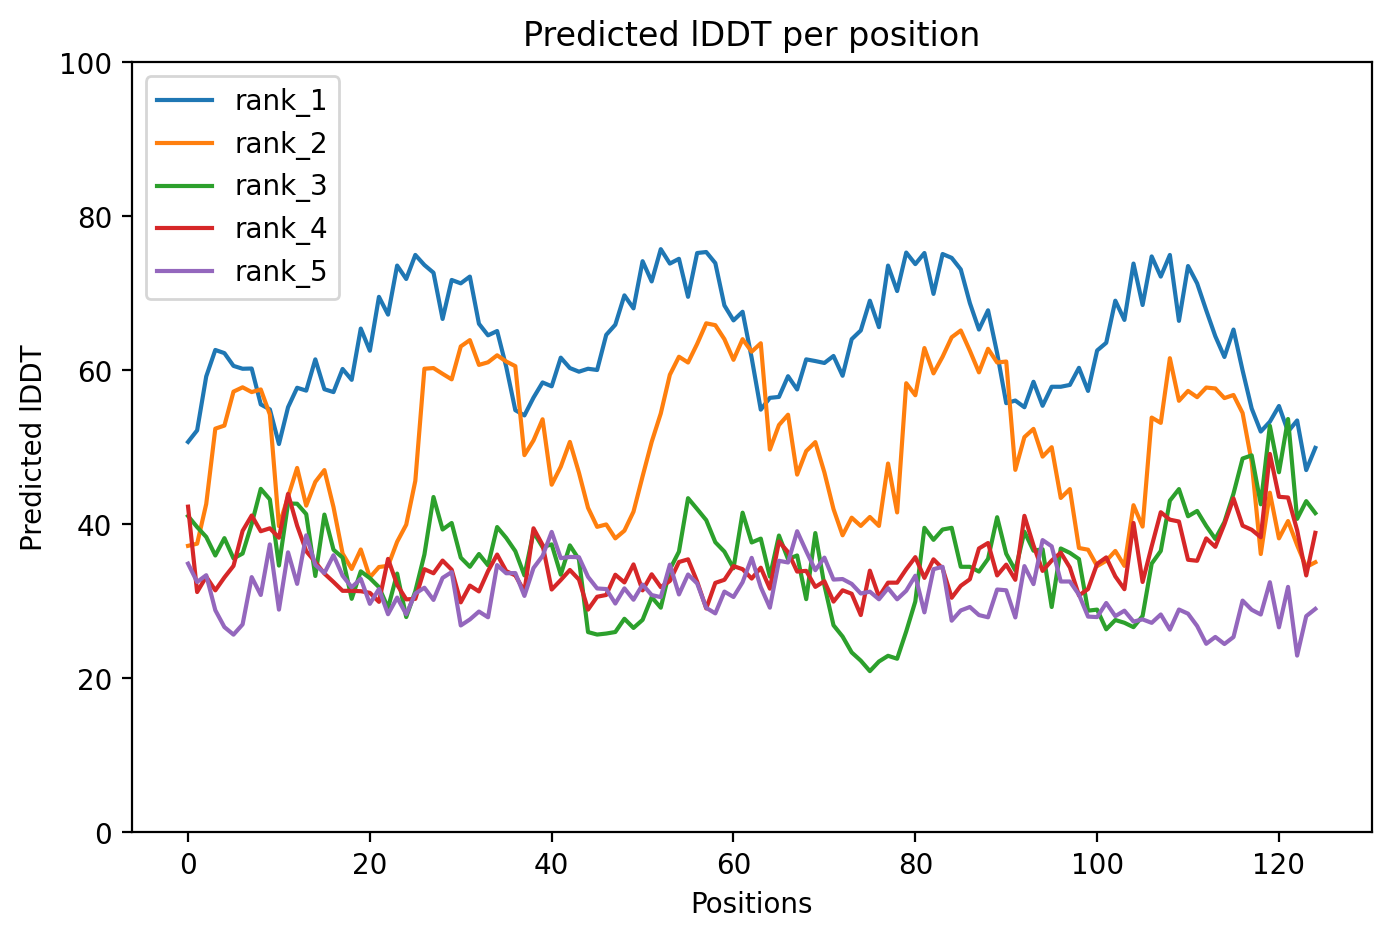 Predicted lDDT per position
100
80
60
40
20
0
Predicted lDDT
rank_1
rank_2
rank_3
rank_4
rank_5
0 20 40 60 80 100 120
Positions